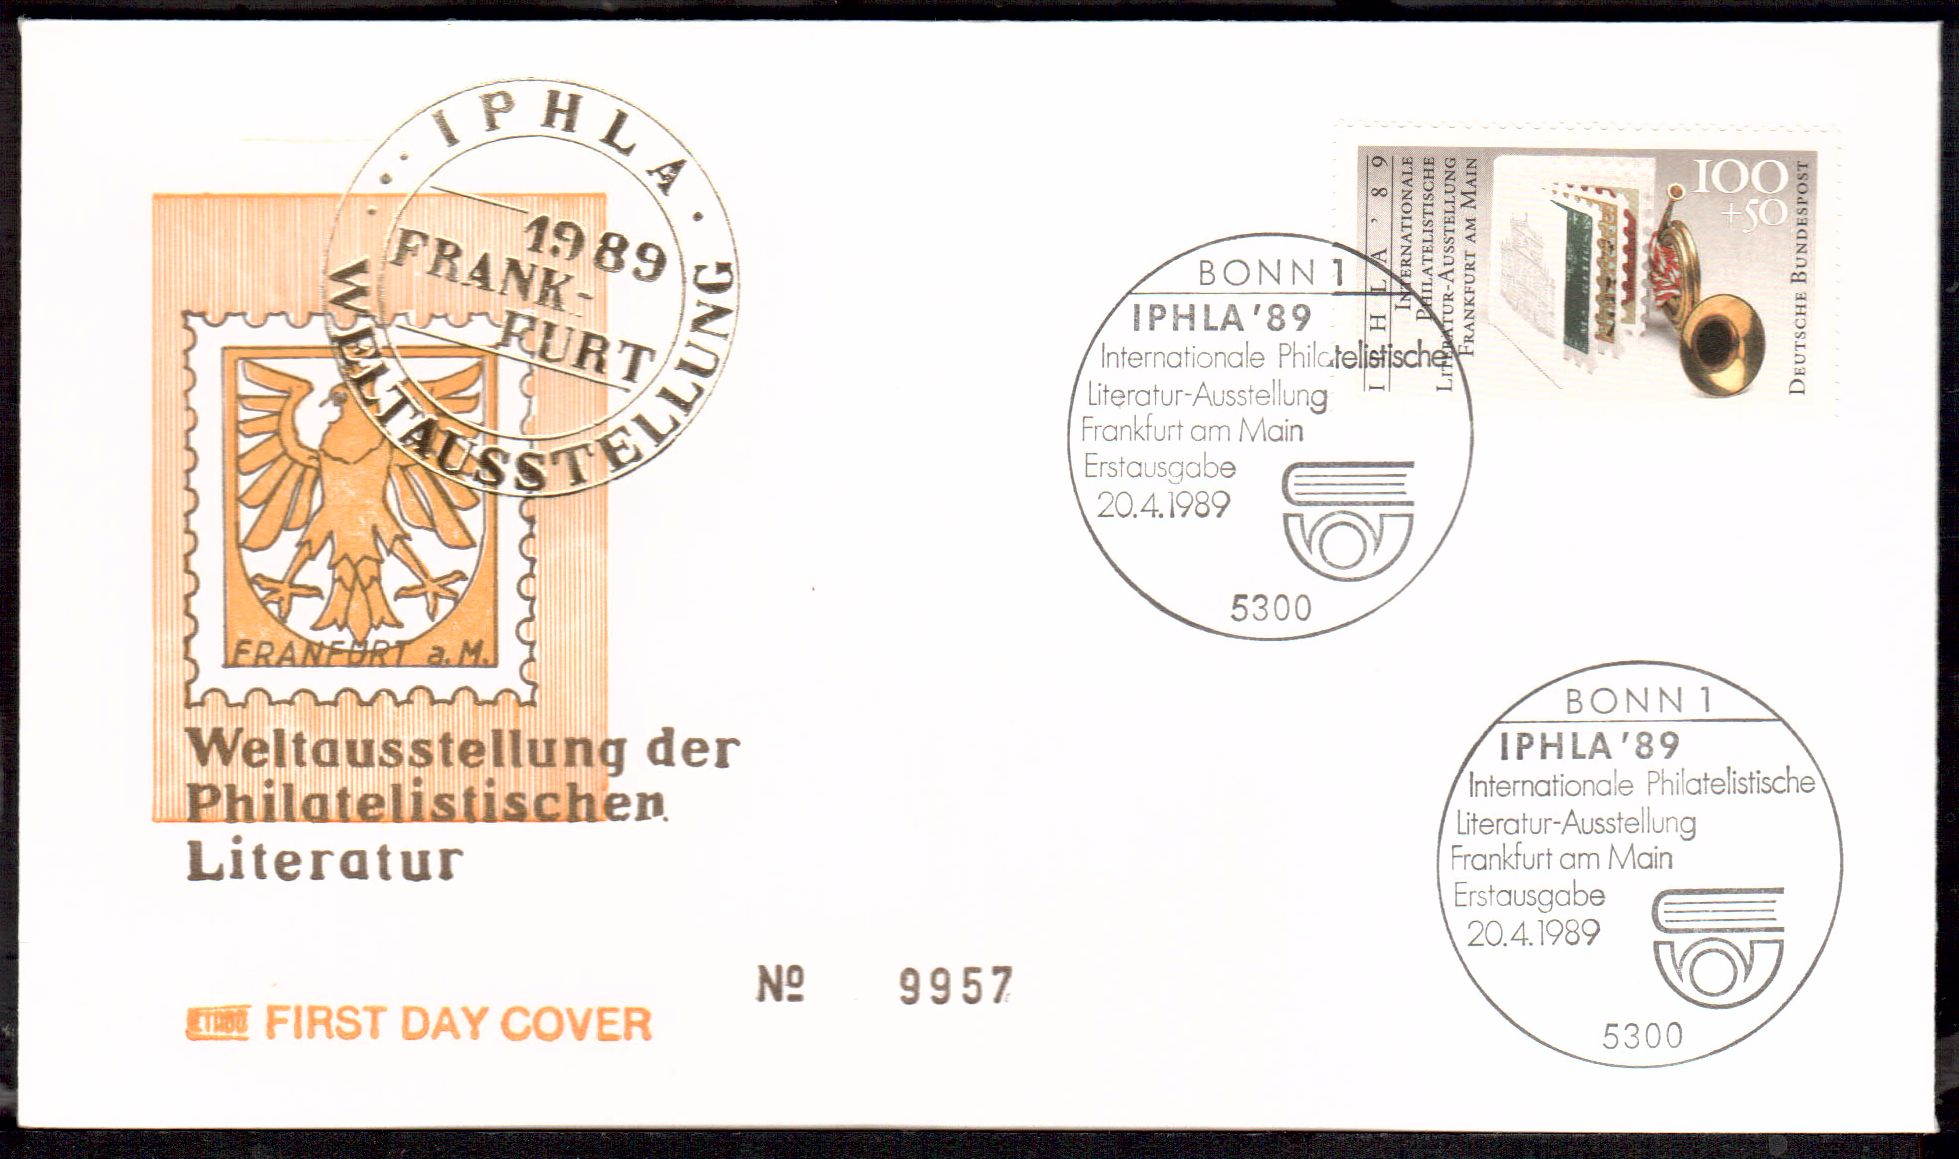 IPHLA
1989
FRANK-
FURT
WELTAUSSTELLUNG
FRANKFURT a.M.
Weltausstellung der
Philatelistischen
Literatur
ETHBO FIRST DAY COVER
Nº 9957
BONN 1
IPHLA '89
Internationale Philatelistische
Literatur-Ausstellung
Frankfurt am Main
Erstausgabe
20.4.1989
5300
IPHLA '89
INTERNATIONALE
PHILATELISTISCHE
LITERATUR-AUSSTELLUNG
FRANKFURT AM MAIN
100
+50
DEUTSCHE BUNDESPOST
BONN 1
IPHLA '89
Internationale Philatelistische
Literatur-Ausstellung
Frankfurt am Main
Erstausgabe
20.4.1989
5300